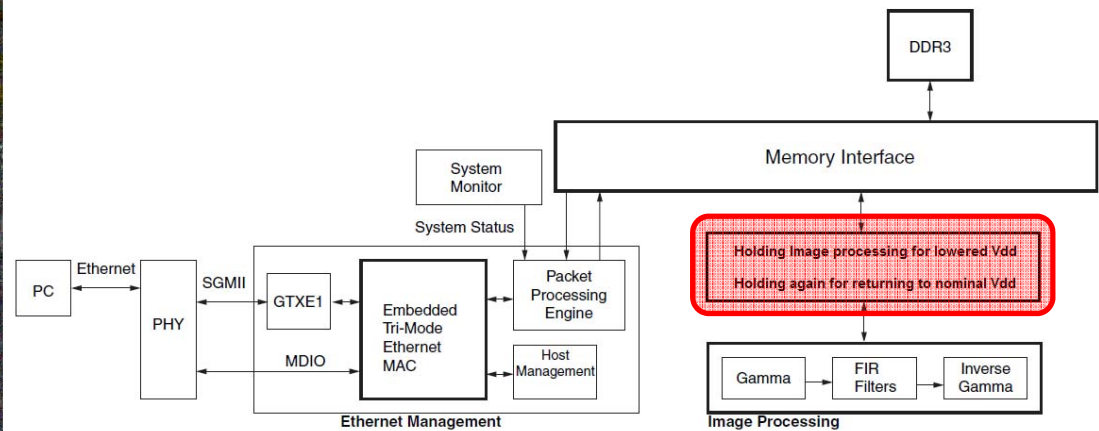 DDR3
Memory Interface
System
Monitor
System Status
Holding Image processing for lowered Vdd
Holding again for returning to nominal Vdd
PC
Ethernet
PHY
SGMII
MDIO
GTXE1
Embedded
Tri-Mode
Ethernet
MAC
Packet
Processing
Engine
Host
Management
Ethernet Management
Gamma
FIR
Filters
Inverse
Gamma
Image Processing